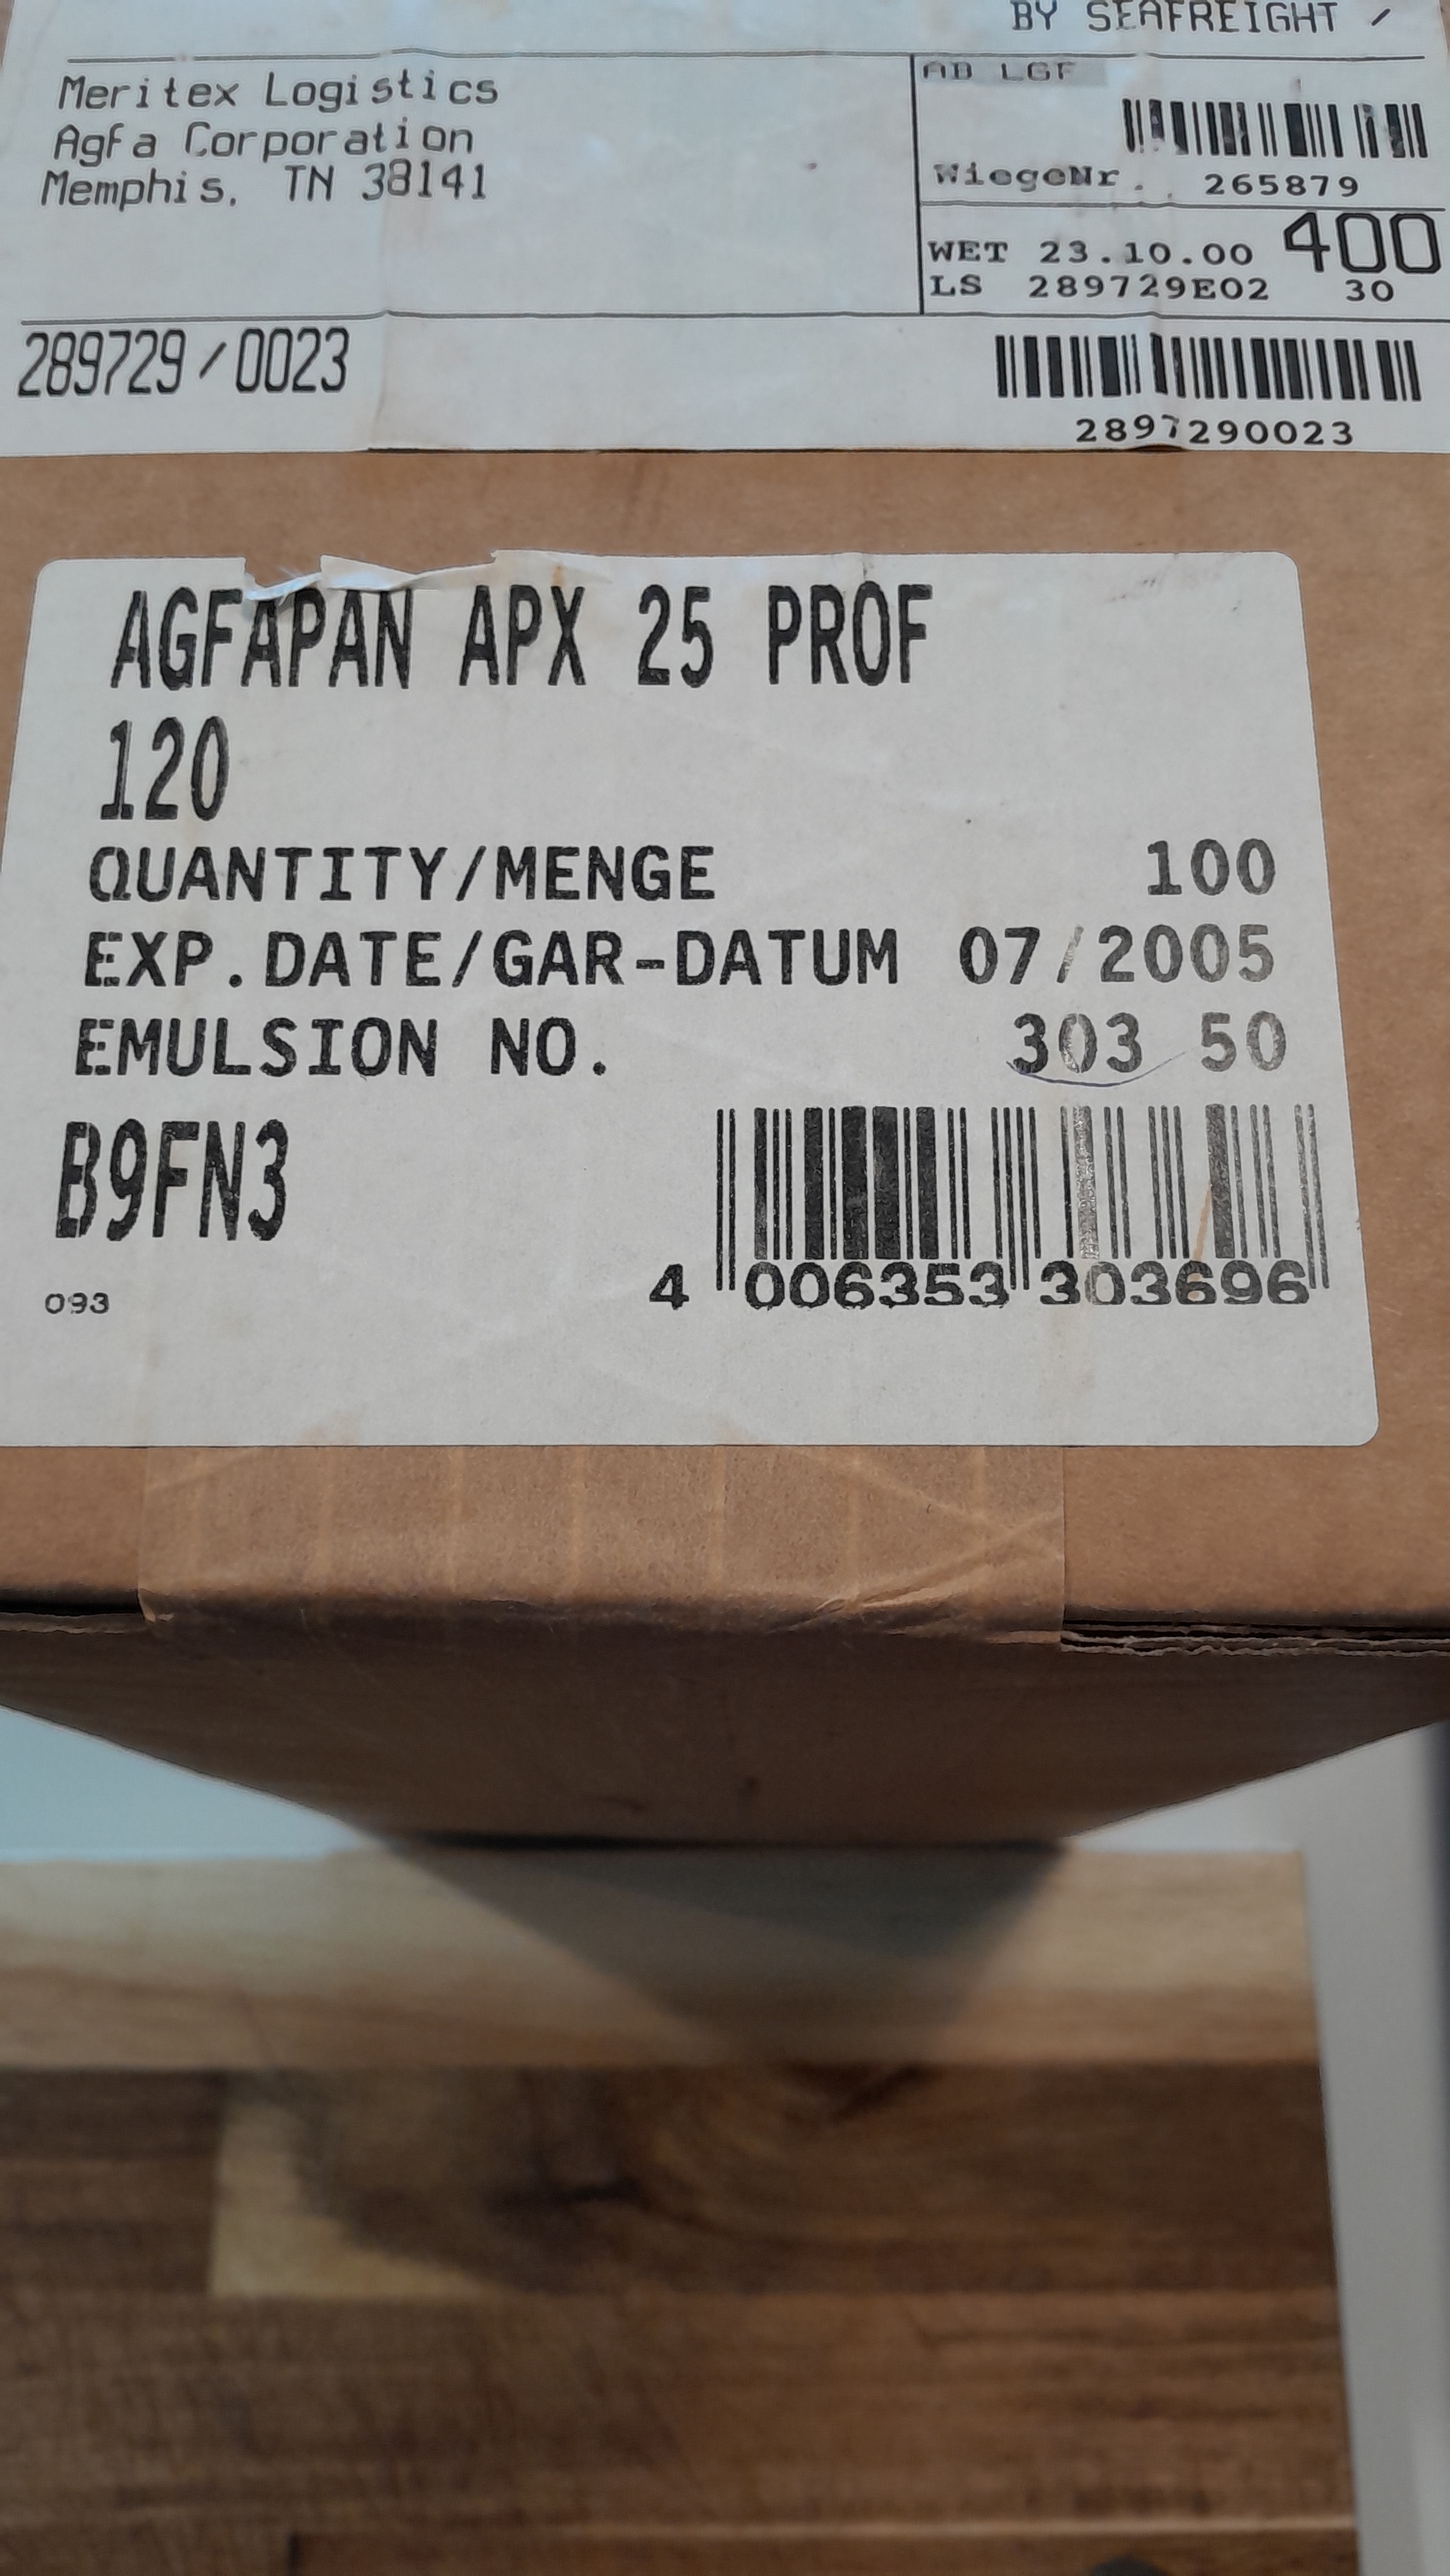 BY SEAFREIGHT /
Meritex Logistics
Agfa Corporation
Memphis, TN 38141
AB LGF
WiegeNr. 265879
WET 23.10.00 400
LS 289729E02 30
289729/0023
2897290023
AGFAPAN APX 25 PROF
120
QUANTITY/MENGE 100
EXP.DATE/GAR-DATUM 07/2005
EMULSION NO. 303 50
B9FN3
093
4 006353 303696